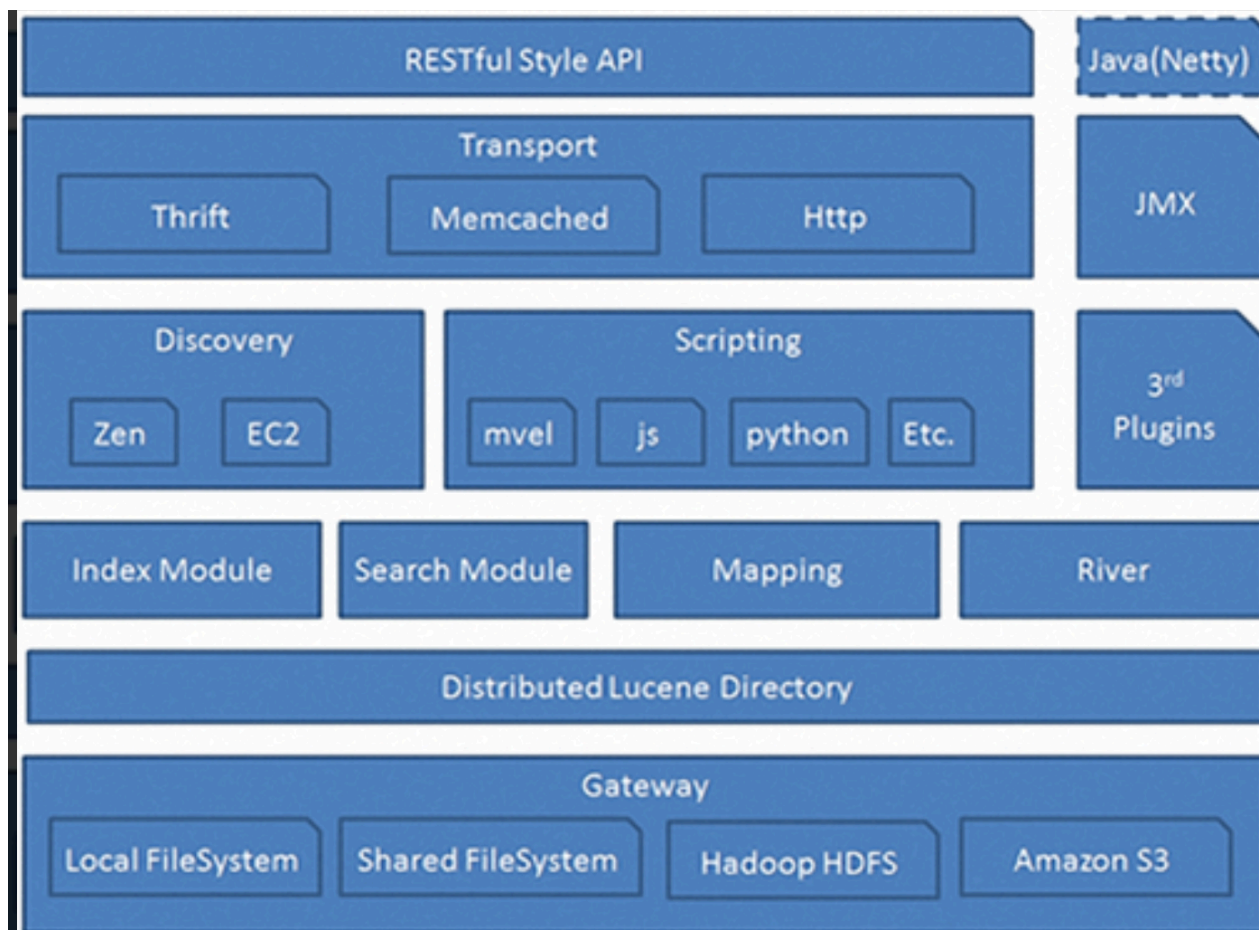 RESTful Style API
Java(Netty)
Transport
Thrift
Memcached
Http
JMX
Discovery
Zen
EC2
Scripting
mvel
js
python
Etc.
3rd
Plugins
Index Module
Search Module
Mapping
River
Distributed Lucene Directory
Gateway
Local FileSystem
Shared FileSystem
Hadoop HDFS
Amazon S3